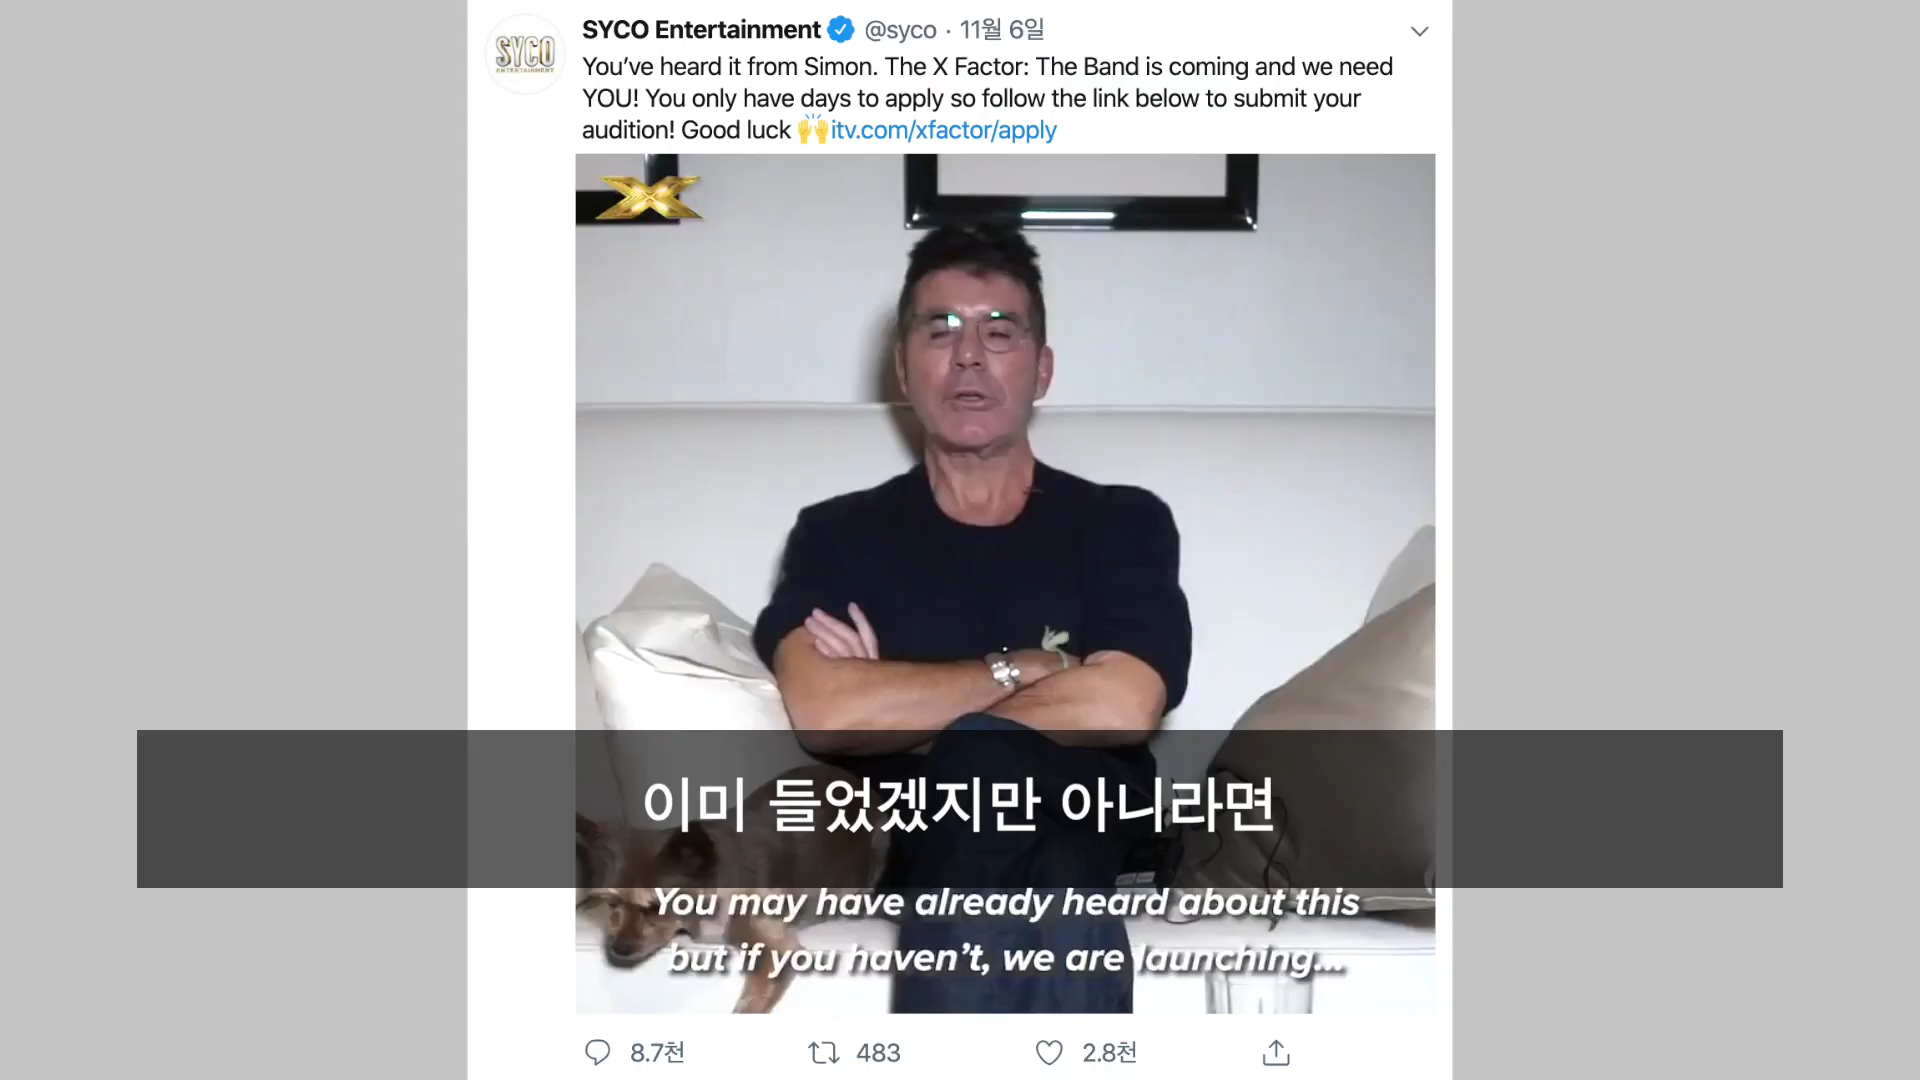 SYCO
ENTERTAINMENT
SYCO Entertainment @syco · 11월 6일
You’ve heard it from Simon. The X Factor: The Band is coming and we need
YOU! You only have days to apply so follow the link below to submit your
audition! Good luck 🙌itv.com/xfactor/apply
X
이미 들었겠지만 아니라면
You may have already heard about this
but if you haven’t, we are launching...
8.7천 483 2.8천